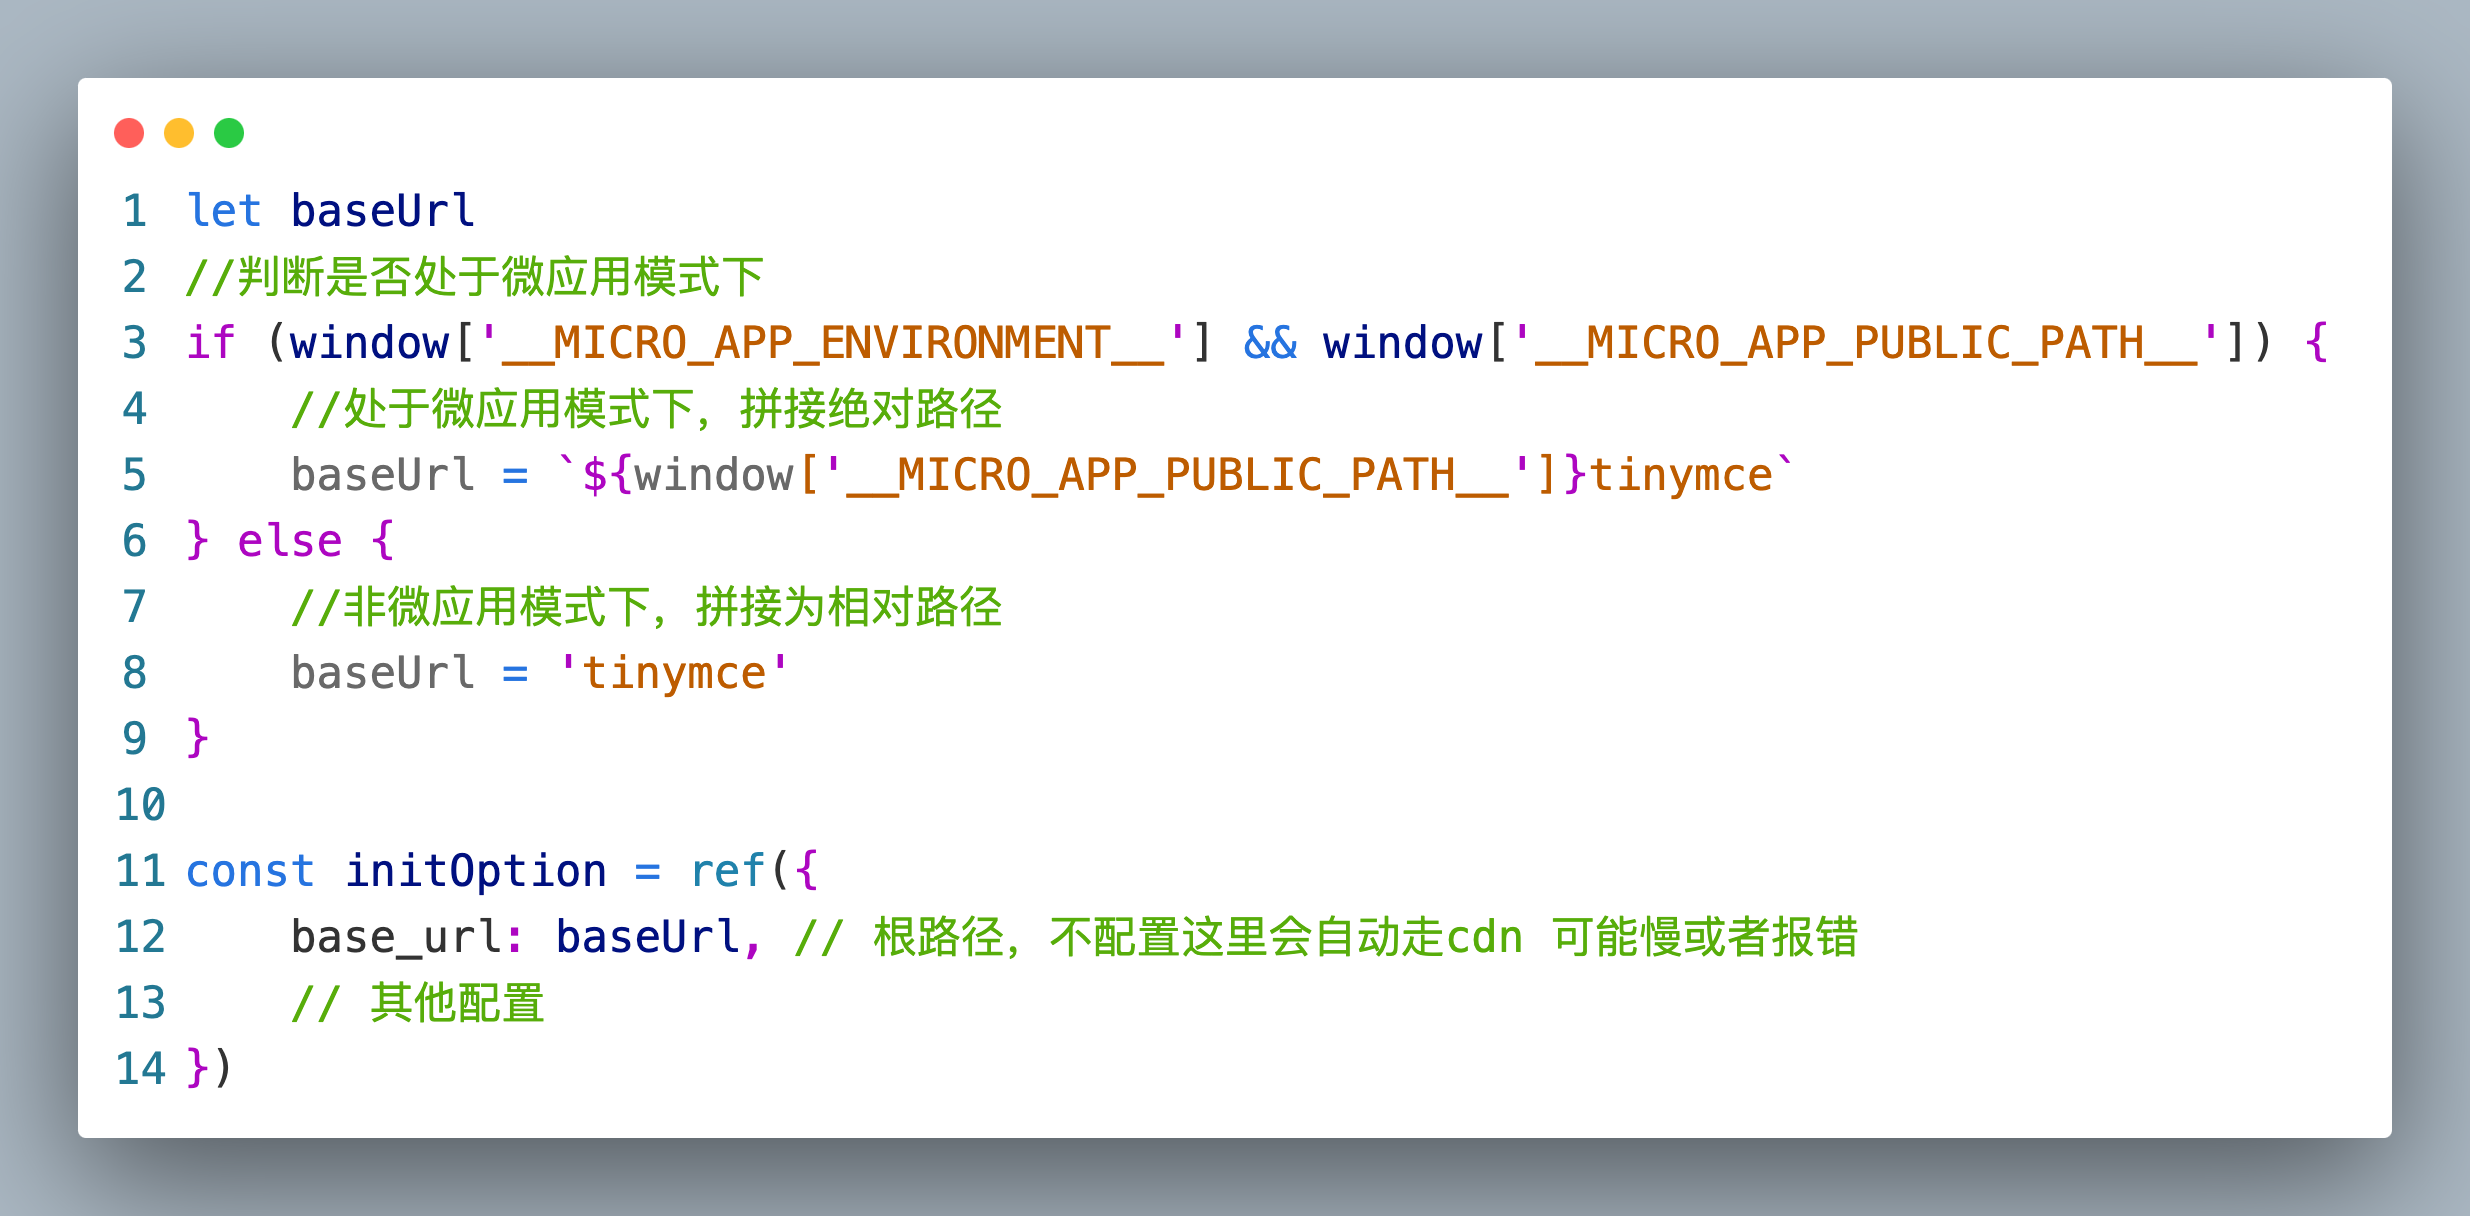 1 let baseUrl
2 //判断是否处于微应用模式下
3 if (window['__MICRO_APP_ENVIRONMENT__'] && window['__MICRO_APP_PUBLIC_PATH__']) {
4     //处于微应用模式下，拼接绝对路径
5     baseUrl = `${window['__MICRO_APP_PUBLIC_PATH__']}tinymce`
6 } else {
7     //非微应用模式下，拼接为相对路径
8     baseUrl = 'tinymce'
9 }
10
11 const initOption = ref({
12     base_url: baseUrl, // 根路径，不配置这里会自动走cdn 可能慢或者报错
13     // 其他配置
14 })